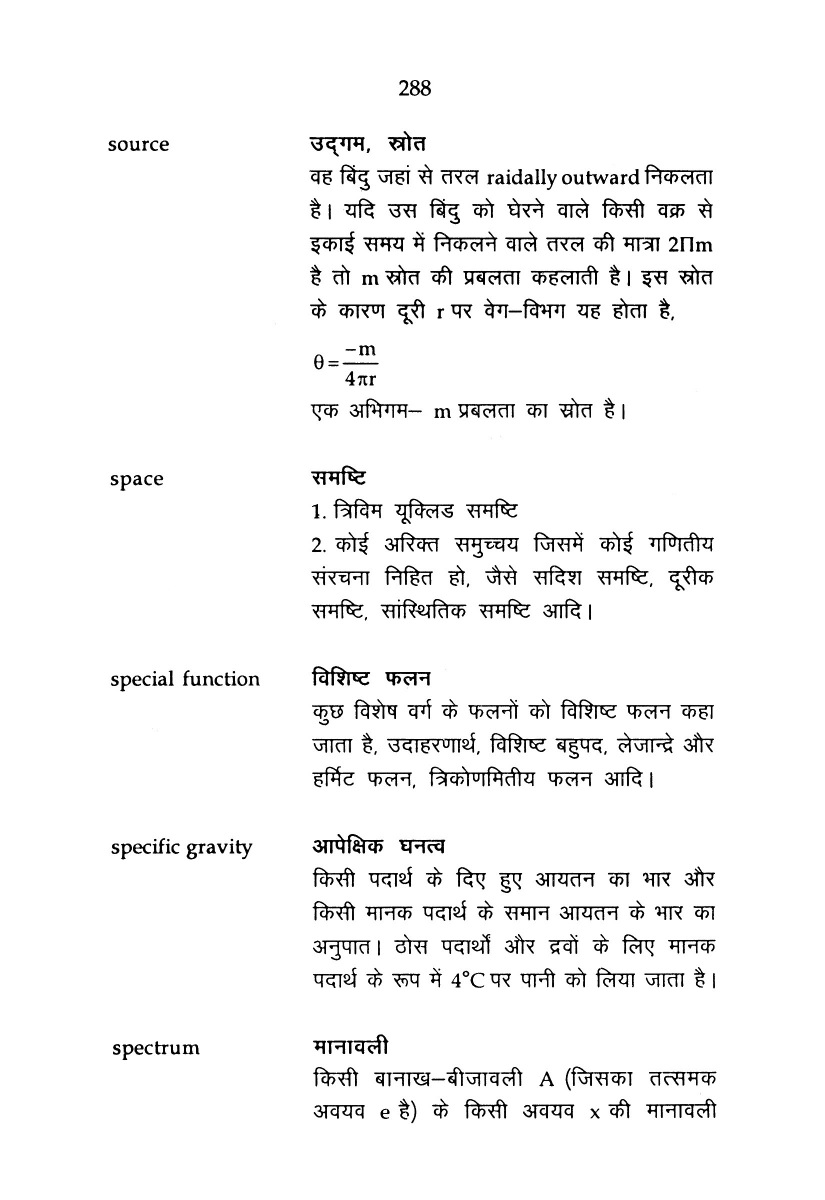 288
source उद्गम, स्रोत
वह बिंदु जहां से तरल raidally outward निकलता
है। यदि उस बिंदु को घेरने वाले किसी वक्र से
इकाई समय में निकलने वाले तरल की मात्रा 2Πm
है तो m स्रोत की प्रबलता कहलाती है। इस स्रोत
के कारण दूरी r पर वेग–विभग यह होता है,
θ = –m / 4πr
एक अभिगम– m प्रबलता का स्रोत है।
space समष्टि
1. त्रिविम यूक्लिड समष्टि
2. कोई अरिक्त समुच्चय जिसमें कोई गणितीय
संरचना निहित हो, जैसे सदिश समष्टि, दूरीक
समष्टि, सांस्थितिक समष्टि आदि।
special function विशिष्ट फलन
कुछ विशेष वर्ग के फलनों को विशिष्ट फलन कहा
जाता है, उदाहरणार्थ, विशिष्ट बहुपद, लेजान्द्रे और
हर्मिट फलन, त्रिकोणमितीय फलन आदि।
specific gravity आपेक्षिक घनत्व
किसी पदार्थ के दिए हुए आयतन का भार और
किसी मानक पदार्थ के समान आयतन के भार का
अनुपात। ठोस पदार्थों और द्रवों के लिए मानक
पदार्थ के रूप में 4°C पर पानी को लिया जाता है।
spectrum मानावली
किसी बानाख–बीजावली A (जिसका तत्समक
अवयव e है) के किसी अवयव x की मानावली